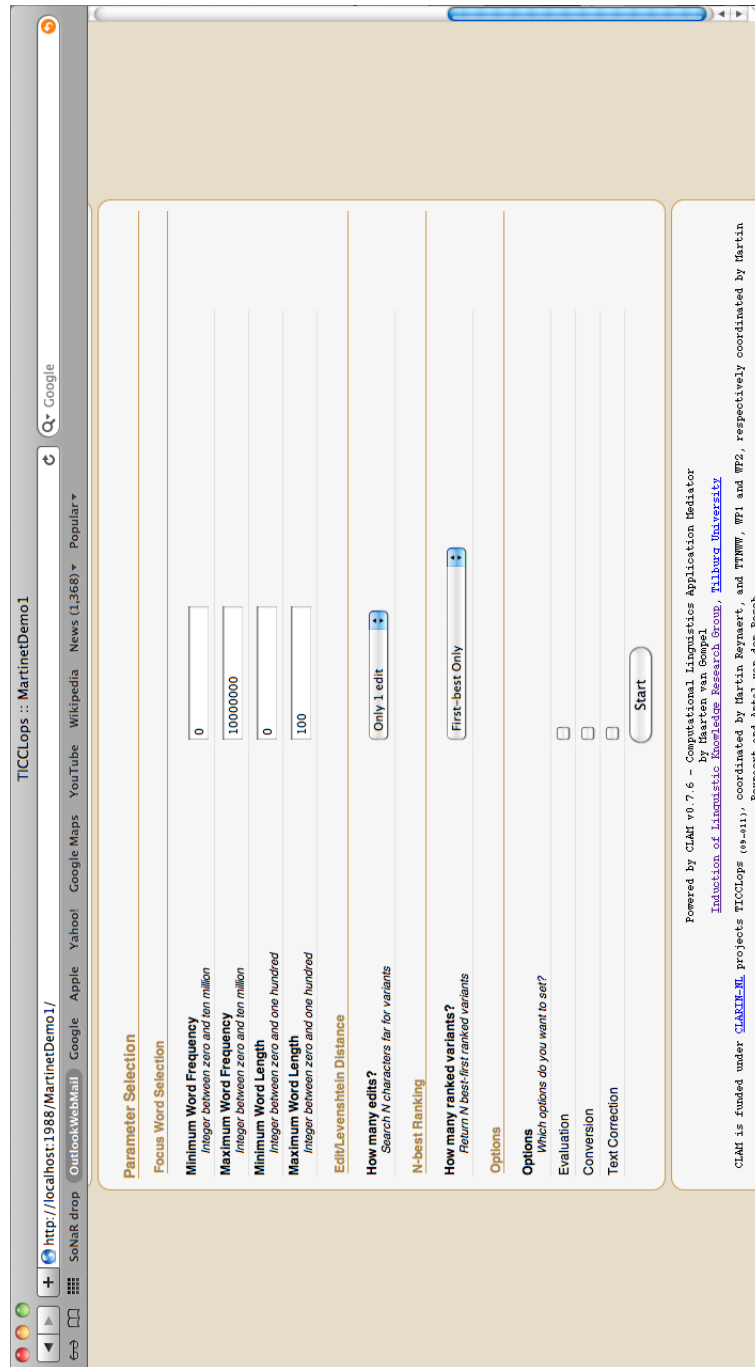 TICCLops :: MartinetDemo1
http://localhost:1988/MartinetDemo1/
Google
SoNaR drop OutlookWebMail Google Apple Yahoo! Google Maps YouTube Wikipedia News (1,368) Popular
Parameter Selection
Focus Word Selection
Minimum Word Frequency
Integer between zero and ten million
0
Maximum Word Frequency
Integer between zero and ten million
10000000
Minimum Word Length
Integer between zero and one hundred
0
Maximum Word Length
Integer between zero and one hundred
100
Edit/Levenshtein Distance
How many edits?
Search N characters far for variants
Only 1 edit
N-best Ranking
How many ranked variants?
Return N best-first ranked variants
First-best Only
Options
Options
Which options do you want to set?
Evaluation
Conversion
Text Correction
Start
Powered by CLAM v0.7.6 - Computational Linguistics Application Mediator
by Maarten van Gompel
Induction of Linguistic Knowledge Research Group, Tilburg University
CLAM is funded under CLARIN-NL projects TICCLops (09-011), coordinated by Martin Reynaert, and TTNWW, WP1 and WP2, respectively coordinated by Martin
Reynaert and Antal van den Bosch